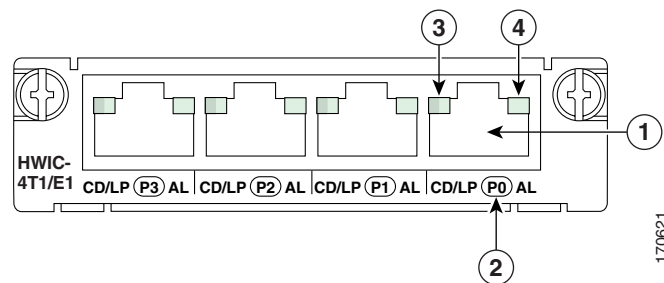 3
4
1
HWIC-
4T1/E1
CD/LP P3 AL CD/LP P2 AL CD/LP P1 AL CD/LP P0 AL
2
170621